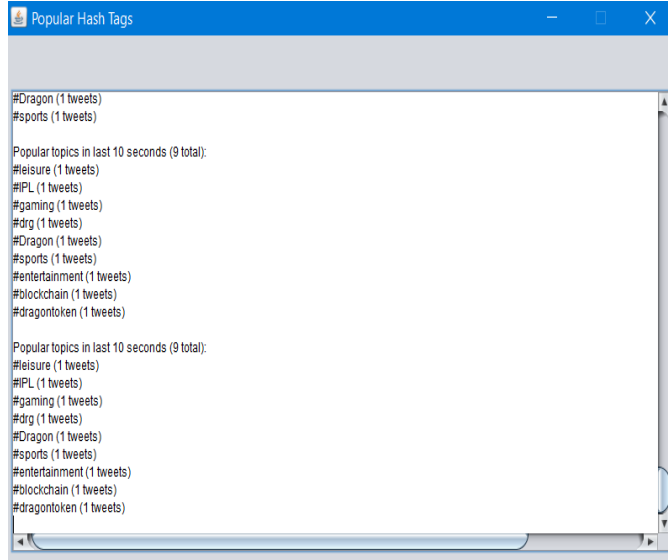 Popular Hash Tags
#Dragon (1 tweets)
#sports (1 tweets)
Popular topics in last 10 seconds (9 total):
#leisure (1 tweets)
#IPL (1 tweets)
#gaming (1 tweets)
#drg (1 tweets)
#Dragon (1 tweets)
#sports (1 tweets)
#entertainment (1 tweets)
#blockchain (1 tweets)
#dragontoken (1 tweets)
Popular topics in last 10 seconds (9 total):
#leisure (1 tweets)
#IPL (1 tweets)
#gaming (1 tweets)
#drg (1 tweets)
#Dragon (1 tweets)
#sports (1 tweets)
#entertainment (1 tweets)
#blockchain (1 tweets)
#dragontoken (1 tweets)